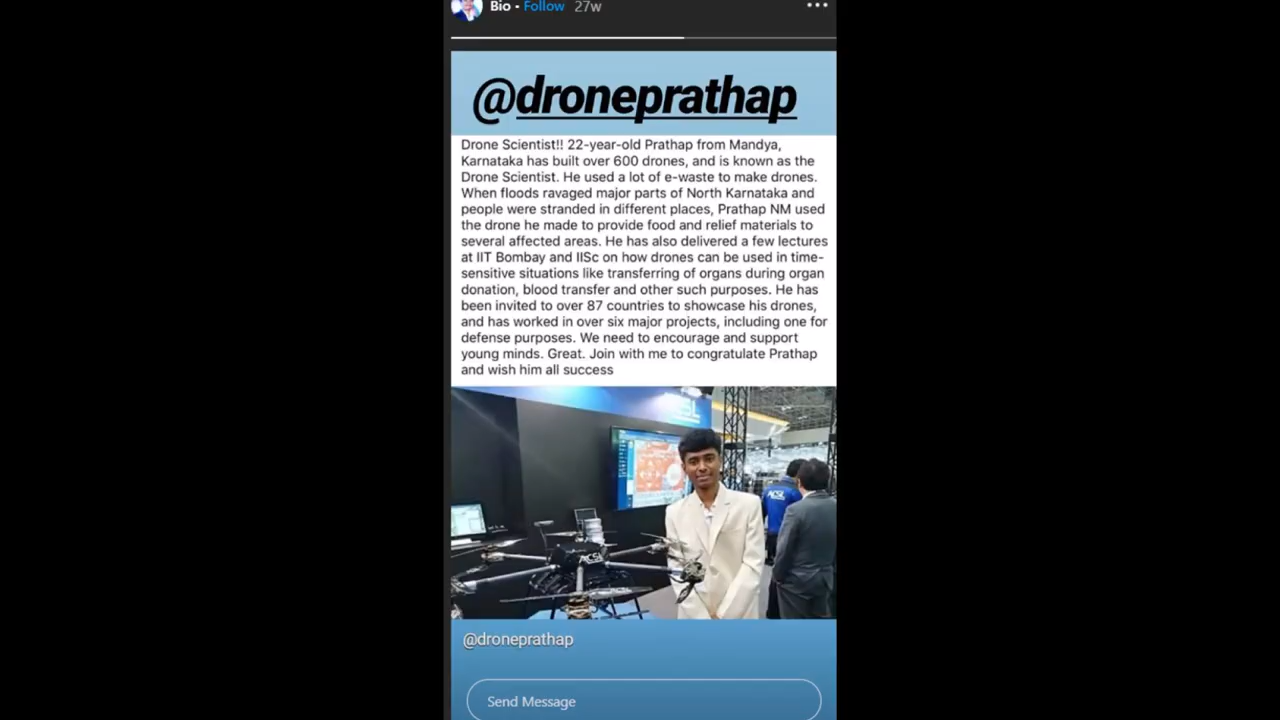 Bio • Follow 27w
@droneprathap
Drone Scientist!! 22-year-old Prathap from Mandya,
Karnataka has built over 600 drones, and is known as the
Drone Scientist. He used a lot of e-waste to make drones.
When floods ravaged major parts of North Karnataka and
people were stranded in different places, Prathap NM used
the drone he made to provide food and relief materials to
several affected areas. He has also delivered a few lectures
at IIT Bombay and IISc on how drones can be used in time-
sensitive situations like transferring of organs during organ
donation, blood transfer and other such purposes. He has
been invited to over 87 countries to showcase his drones,
and has worked in over six major projects, including one for
defense purposes. We need to encourage and support
young minds. Great. Join with me to congratulate Prathap
and wish him all success
ACSL
ACSL
@droneprathap
Send Message